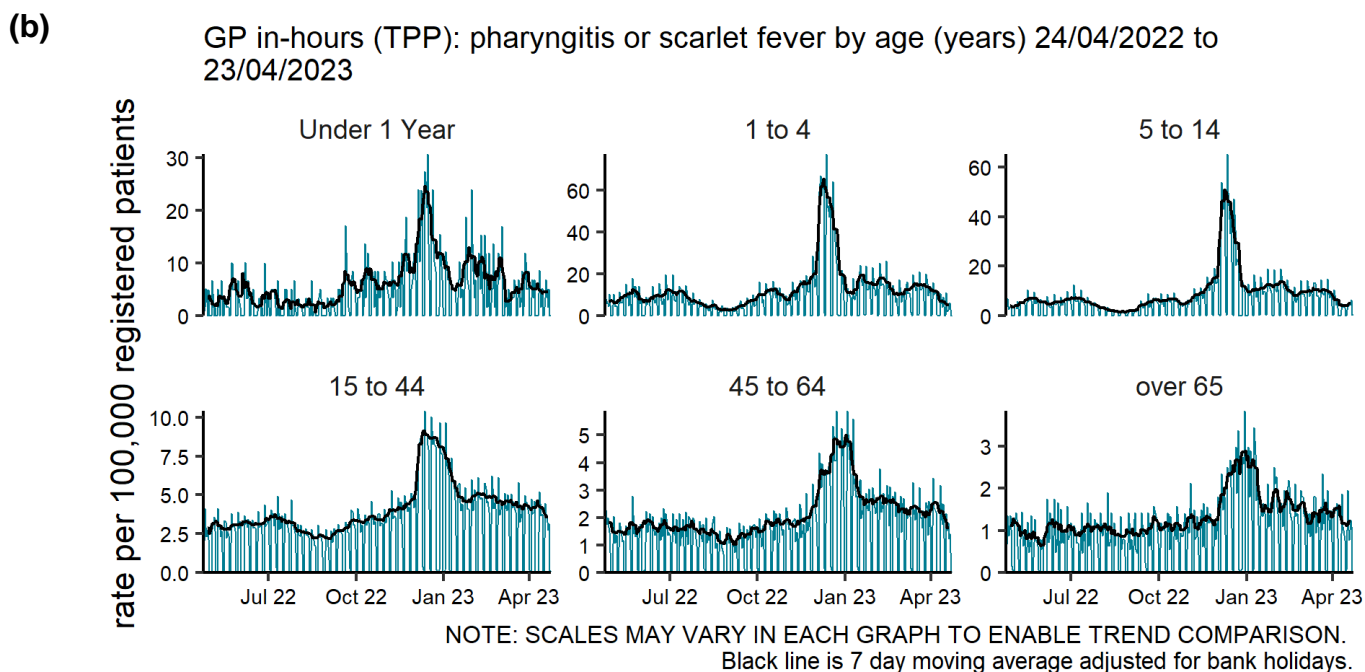 (b)
GP in-hours (TPP): pharyngitis or scarlet fever by age (years) 24/04/2022 to
23/04/2023
rate per 100,000 registered patients
Under 1 Year
30
20
10
0
1 to 4
60
40
20
0
5 to 14
60
40
20
0
15 to 44
10.0
7.5
5.0
2.5
0.0
Jul 22 Oct 22 Jan 23 Apr 23
45 to 64
5
4
3
2
1
0
Jul 22 Oct 22 Jan 23 Apr 23
over 65
3
2
1
0
Jul 22 Oct 22 Jan 23 Apr 23
NOTE: SCALES MAY VARY IN EACH GRAPH TO ENABLE TREND COMPARISON.
Black line is 7 day moving average adjusted for bank holidays.